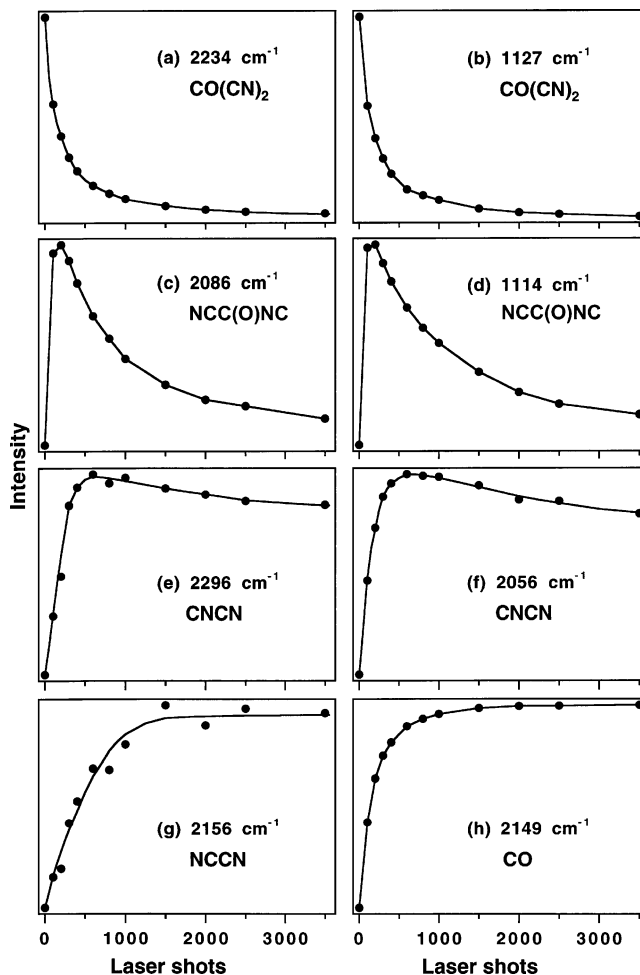 (a) 2234 cm⁻¹
CO(CN)₂
(b) 1127 cm⁻¹
CO(CN)₂
(c) 2086 cm⁻¹
NCC(O)NC
(d) 1114 cm⁻¹
NCC(O)NC
Intensity
(e) 2296 cm⁻¹
CNCN
(f) 2056 cm⁻¹
CNCN
(g) 2156 cm⁻¹
NCCN
(h) 2149 cm⁻¹
CO
0 1000 2000 3000
0 1000 2000 3000
Laser shots
Laser shots